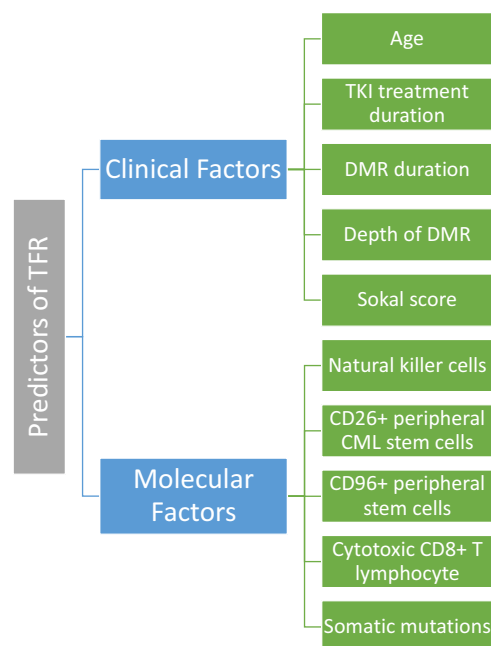 Predictors of TFR
Clinical Factors
Age
TKI treatment
duration
DMR duration
Depth of DMR
Sokal score
Molecular
Factors
Natural killer cells
CD26+ peripheral
CML stem cells
CD96+ peripheral
stem cells
Cytotoxic CD8+ T
lymphocyte
Somatic mutations